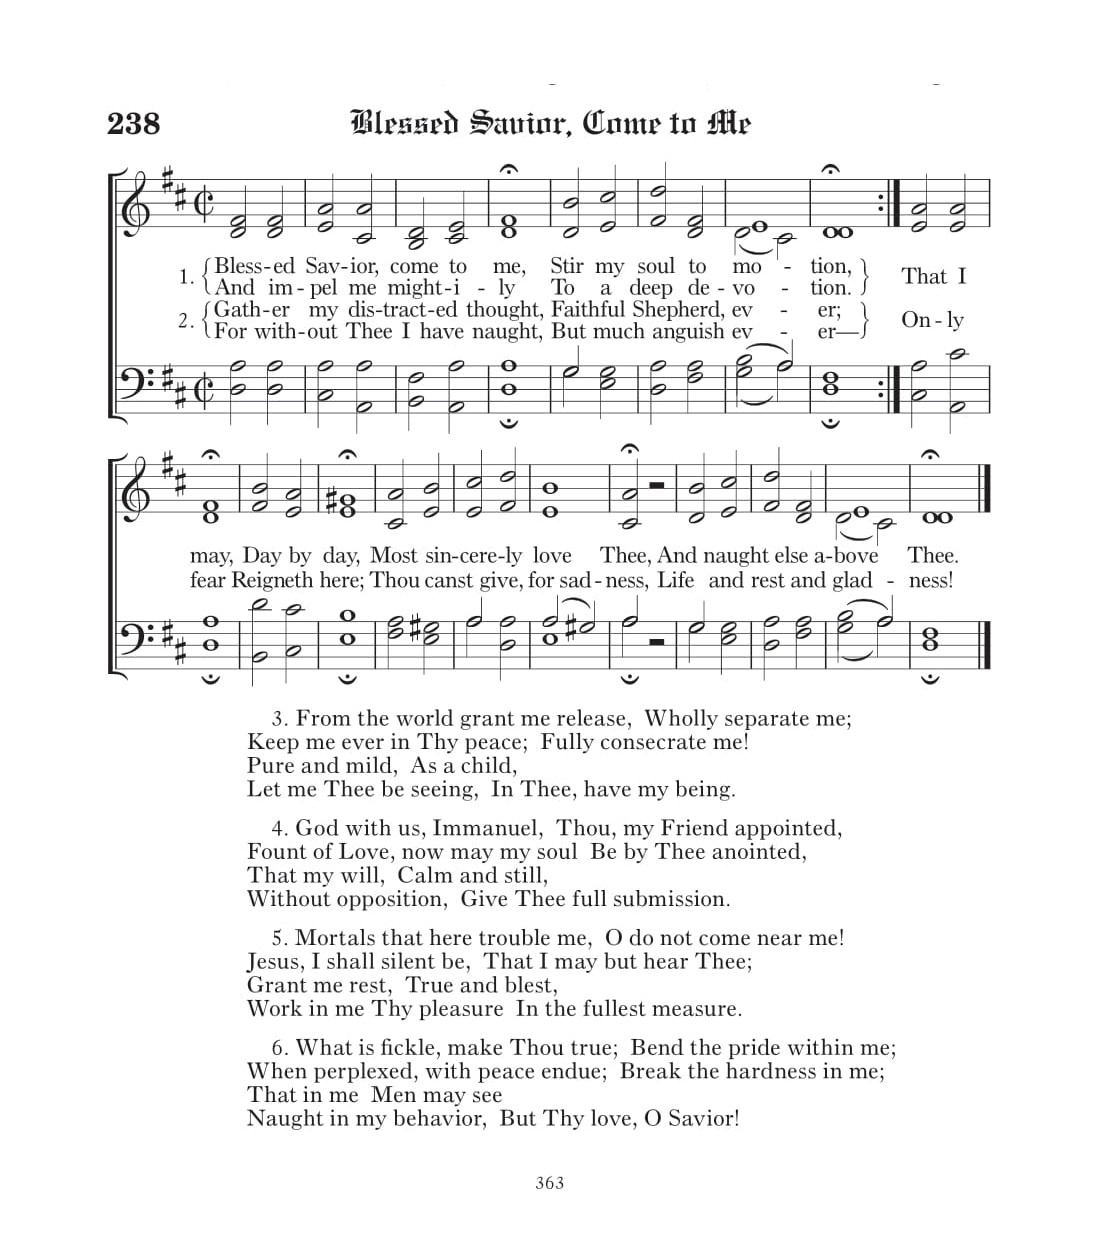 238 Blessed Savior, Come to Me
1. { Bless-ed Sav-ior, come to me, Stir my soul to mo - tion, } That I
{ And im-pel me might-i-ly To a deep de-vo - tion. }
2. { Gath-er my dis-tract-ed thought, Faithful Shepherd, ev - er; } On-ly
{ For with-out Thee I have naught, But much anguish ev - er— }
may, Day by day, Most sin-cere-ly love Thee, And naught else a-bove Thee.
fear Reigneth here; Thou canst give, for sad-ness, Life and rest and glad - ness!
3. From the world grant me release, Wholly separate me;
Keep me ever in Thy peace; Fully consecrate me!
Pure and mild, As a child,
Let me Thee be seeing, In Thee, have my being.
4. God with us, Immanuel, Thou, my Friend appointed,
Fount of Love, now may my soul Be by Thee anointed,
That my will, Calm and still,
Without opposition, Give Thee full submission.
5. Mortals that here trouble me, O do not come near me!
Jesus, I shall silent be, That I may but hear Thee;
Grant me rest, True and blest,
Work in me Thy pleasure In the fullest measure.
6. What is fickle, make Thou true; Bend the pride within me;
When perplexed, with peace endue; Break the hardness in me;
That in me Men may see
Naught in my behavior, But Thy love, O Savior!
363